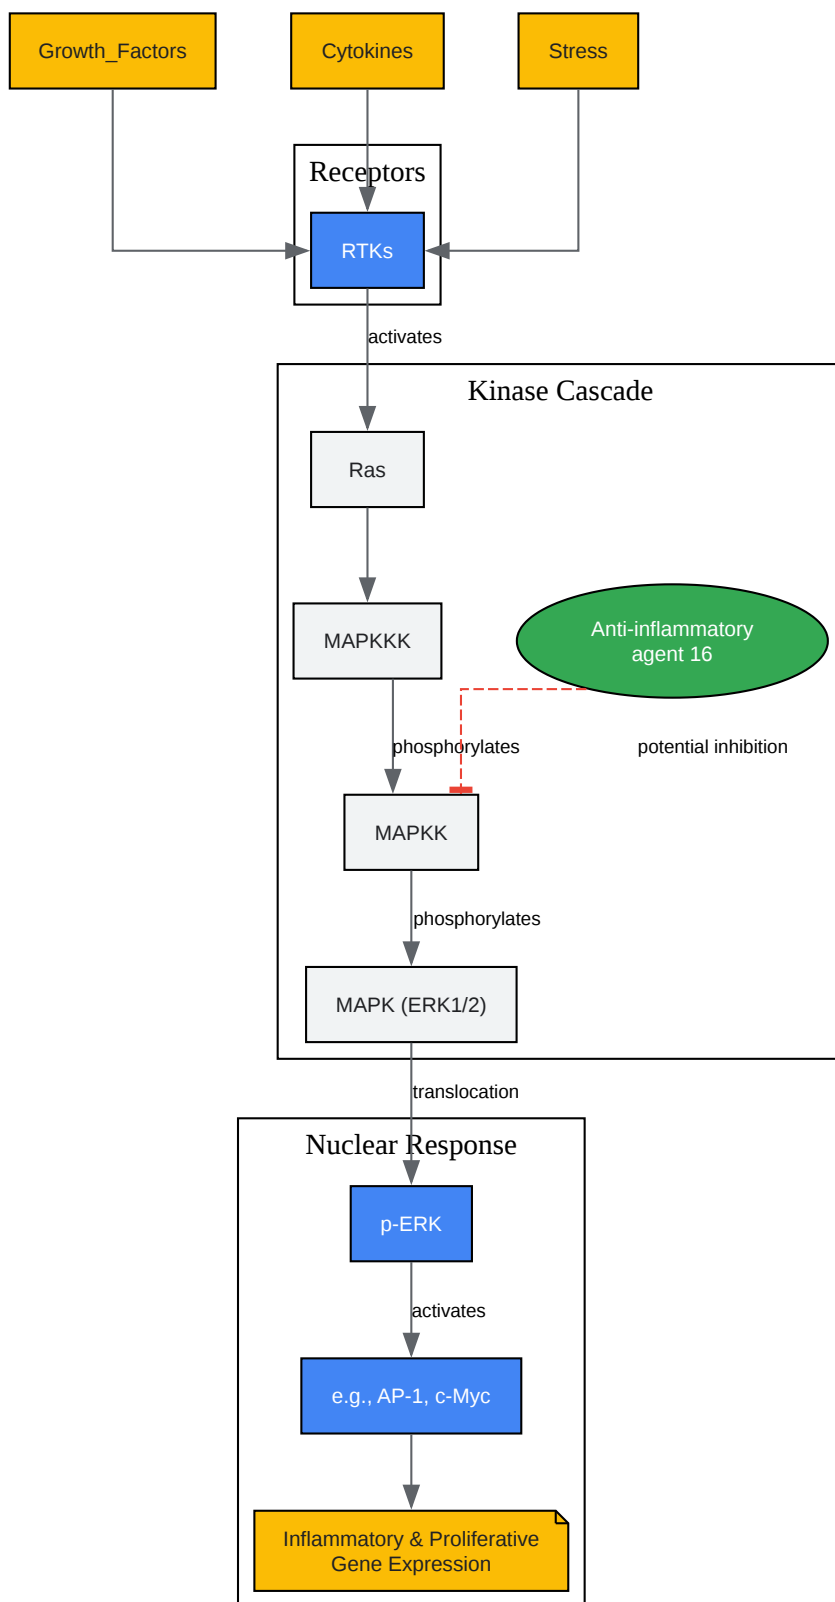 Growth_Factors
Cytokines
Stress
Receptors
RTKs
activates
Kinase Cascade
Ras
MAPKKK
Anti-inflammatory
agent 16
phosphorylates
potential inhibition
MAPKK
phosphorylates
MAPK (ERK1/2)
translocation
Nuclear Response
p-ERK
activates
e.g., AP-1, c-Myc
Inflammatory & Proliferative
Gene Expression